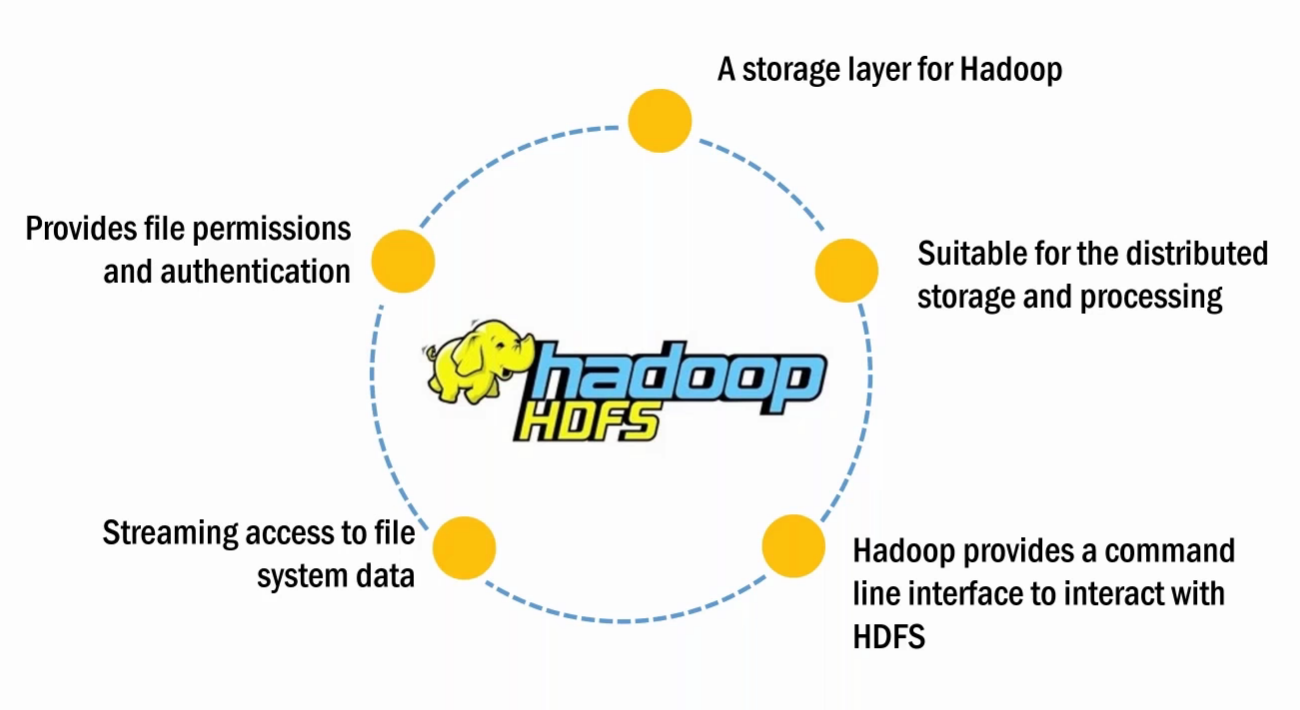 A storage layer for Hadoop
Provides file permissions
and authentication
Suitable for the distributed
storage and processing
hadoop
HDFS
Streaming access to file
system data
Hadoop provides a command
line interface to interact with
HDFS